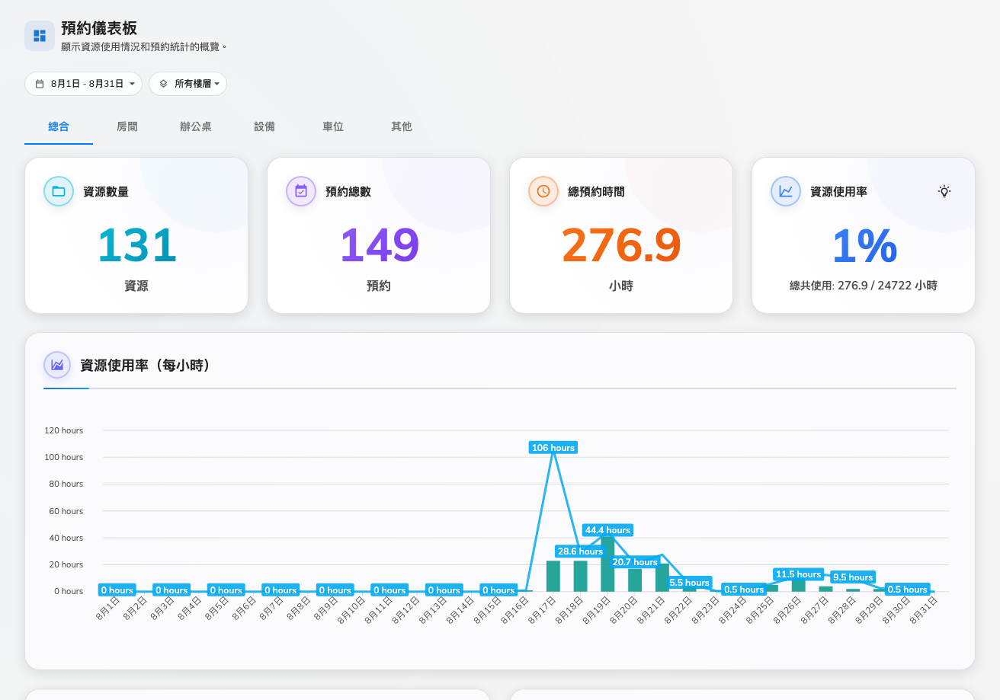 預約儀表板
顯示資源使用情況和預約統計的概覽。
8月1日 - 8月31日
所有樓層
總合
房間
辦公桌
設備
車位
其他
資源數量
131
資源
預約總數
149
預約
總預約時間
276.9
小時
資源使用率
1%
總共使用: 276.9 / 24722 小時
資源使用率（每小時）
120 hours
100 hours
80 hours
60 hours
40 hours
20 hours
0 hours
106 hours
44.4 hours
28.6 hours
20.7 hours
5.5 hours
11.5 hours
9.5 hours
0 hours
0 hours
0 hours
0 hours
0 hours
0 hours
0 hours
0 hours
0.5 hours
0.5 hours
8月1日
8月2日
8月3日
8月4日
8月5日
8月6日
8月7日
8月8日
8月9日
8月10日
8月11日
8月12日
8月13日
8月14日
8月15日
8月16日
8月17日
8月18日
8月19日
8月20日
8月21日
8月22日
8月23日
8月24日
8月25日
8月26日
8月27日
8月28日
8月29日
8月30日
8月31日